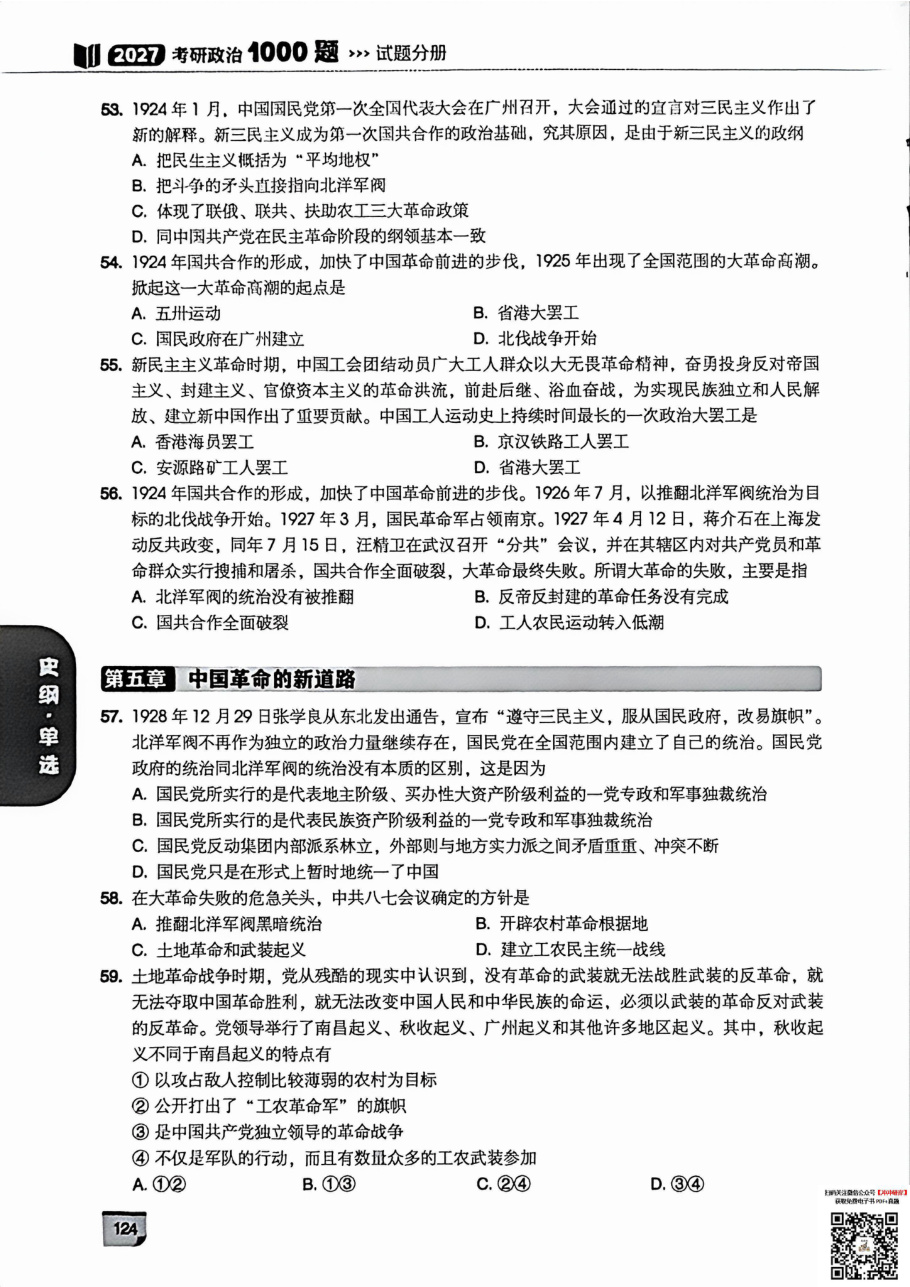 2027 考研政治1000题 >>> 试题分册
53. 1924年1月，中国国民党第一次全国代表大会在广州召开，大会通过的宣言对三民主义作出了
新的解释。新三民主义成为第一次国共合作的政治基础，究其原因，是由于新三民主义的政纲
A. 把民生主义概括为“平均地权”
B. 把斗争的矛头直接指向北洋军阀
C. 体现了联俄、联共、扶助农工三大革命政策
D. 同中国共产党在民主革命阶段的纲领基本一致
54. 1924年国共合作的形成，加快了中国革命前进的步伐，1925年出现了全国范围的大革命高潮。
掀起这一大革命高潮的起点是
A. 五卅运动 B. 省港大罢工
C. 国民政府在广州建立 D. 北伐战争开始
55. 新民主主义革命时期，中国工会团结动员广大工人群众以大无畏革命精神，奋勇投身反对帝国
主义、封建主义、官僚资本主义的革命洪流，前赴后继、浴血奋战，为实现民族独立和人民解
放、建立新中国作出了重要贡献。中国工人运动史上持续时间最长的一次政治大罢工是
A. 香港海员罢工 B. 京汉铁路工人罢工
C. 安源路矿工人罢工 D. 省港大罢工
56. 1924年国共合作的形成，加快了中国革命前进的步伐。1926年7月，以推翻北洋军阀统治为目
标的北伐战争开始。1927年3月，国民革命军占领南京。1927年4月12日，蒋介石在上海发
动反共政变，同年7月15日，汪精卫在武汉召开“分共”会议，并在其辖区内对共产党员和革
命群众实行搜捕和屠杀，国共合作全面破裂，大革命最终失败。所谓大革命的失败，主要是指
A. 北洋军阀的统治没有被推翻 B. 反帝反封建的革命任务没有完成
C. 国共合作全面破裂 D. 工人农民运动转入低潮
史纲·单选
第五章 中国革命的新道路
57. 1928年12月29日张学良从东北发出通告，宣布“遵守三民主义，服从国民政府，改易旗帜”。
北洋军阀不再作为独立的政治力量继续存在，国民党在全国范围内建立了自己的统治。国民党
政府的统治同北洋军阀的统治没有本质的区别，这是因为
A. 国民党所实行的是代表地主阶级、买办性大资产阶级利益的一党专政和军事独裁统治
B. 国民党所实行的是代表民族资产阶级利益的一党专政和军事独裁统治
C. 国民党反动集团内部派系林立，外部则与地方实力派之间矛盾重重、冲突不断
D. 国民党只是在形式上暂时地统一了中国
58. 在大革命失败的危急关头，中共八七会议确定的方针是
A. 推翻北洋军阀黑暗统治 B. 开辟农村革命根据地
C. 土地革命和武装起义 D. 建立工农民主统一战线
59. 土地革命战争时期，党从残酷的现实中认识到，没有革命的武装就无法战胜武装的反革命，就
无法夺取中国革命胜利，就无法改变中国人民和中华民族的命运，必须以武装的革命反对武装
的反革命。党领导举行了南昌起义、秋收起义、广州起义和其他许多地区起义。其中，秋收起
义不同于南昌起义的特点有
① 以攻占敌人控制比较薄弱的农村为目标
② 公开打出了“工农革命军”的旗帜
③ 是中国共产党独立领导的革命战争
④ 不仅是军队的行动，而且有数量众多的工农武装参加
A. ①② B. ①③ C. ②④ D. ③④
124
扫码关注微信公众号【冲冲研库】
获取免费电子书PDF+真题